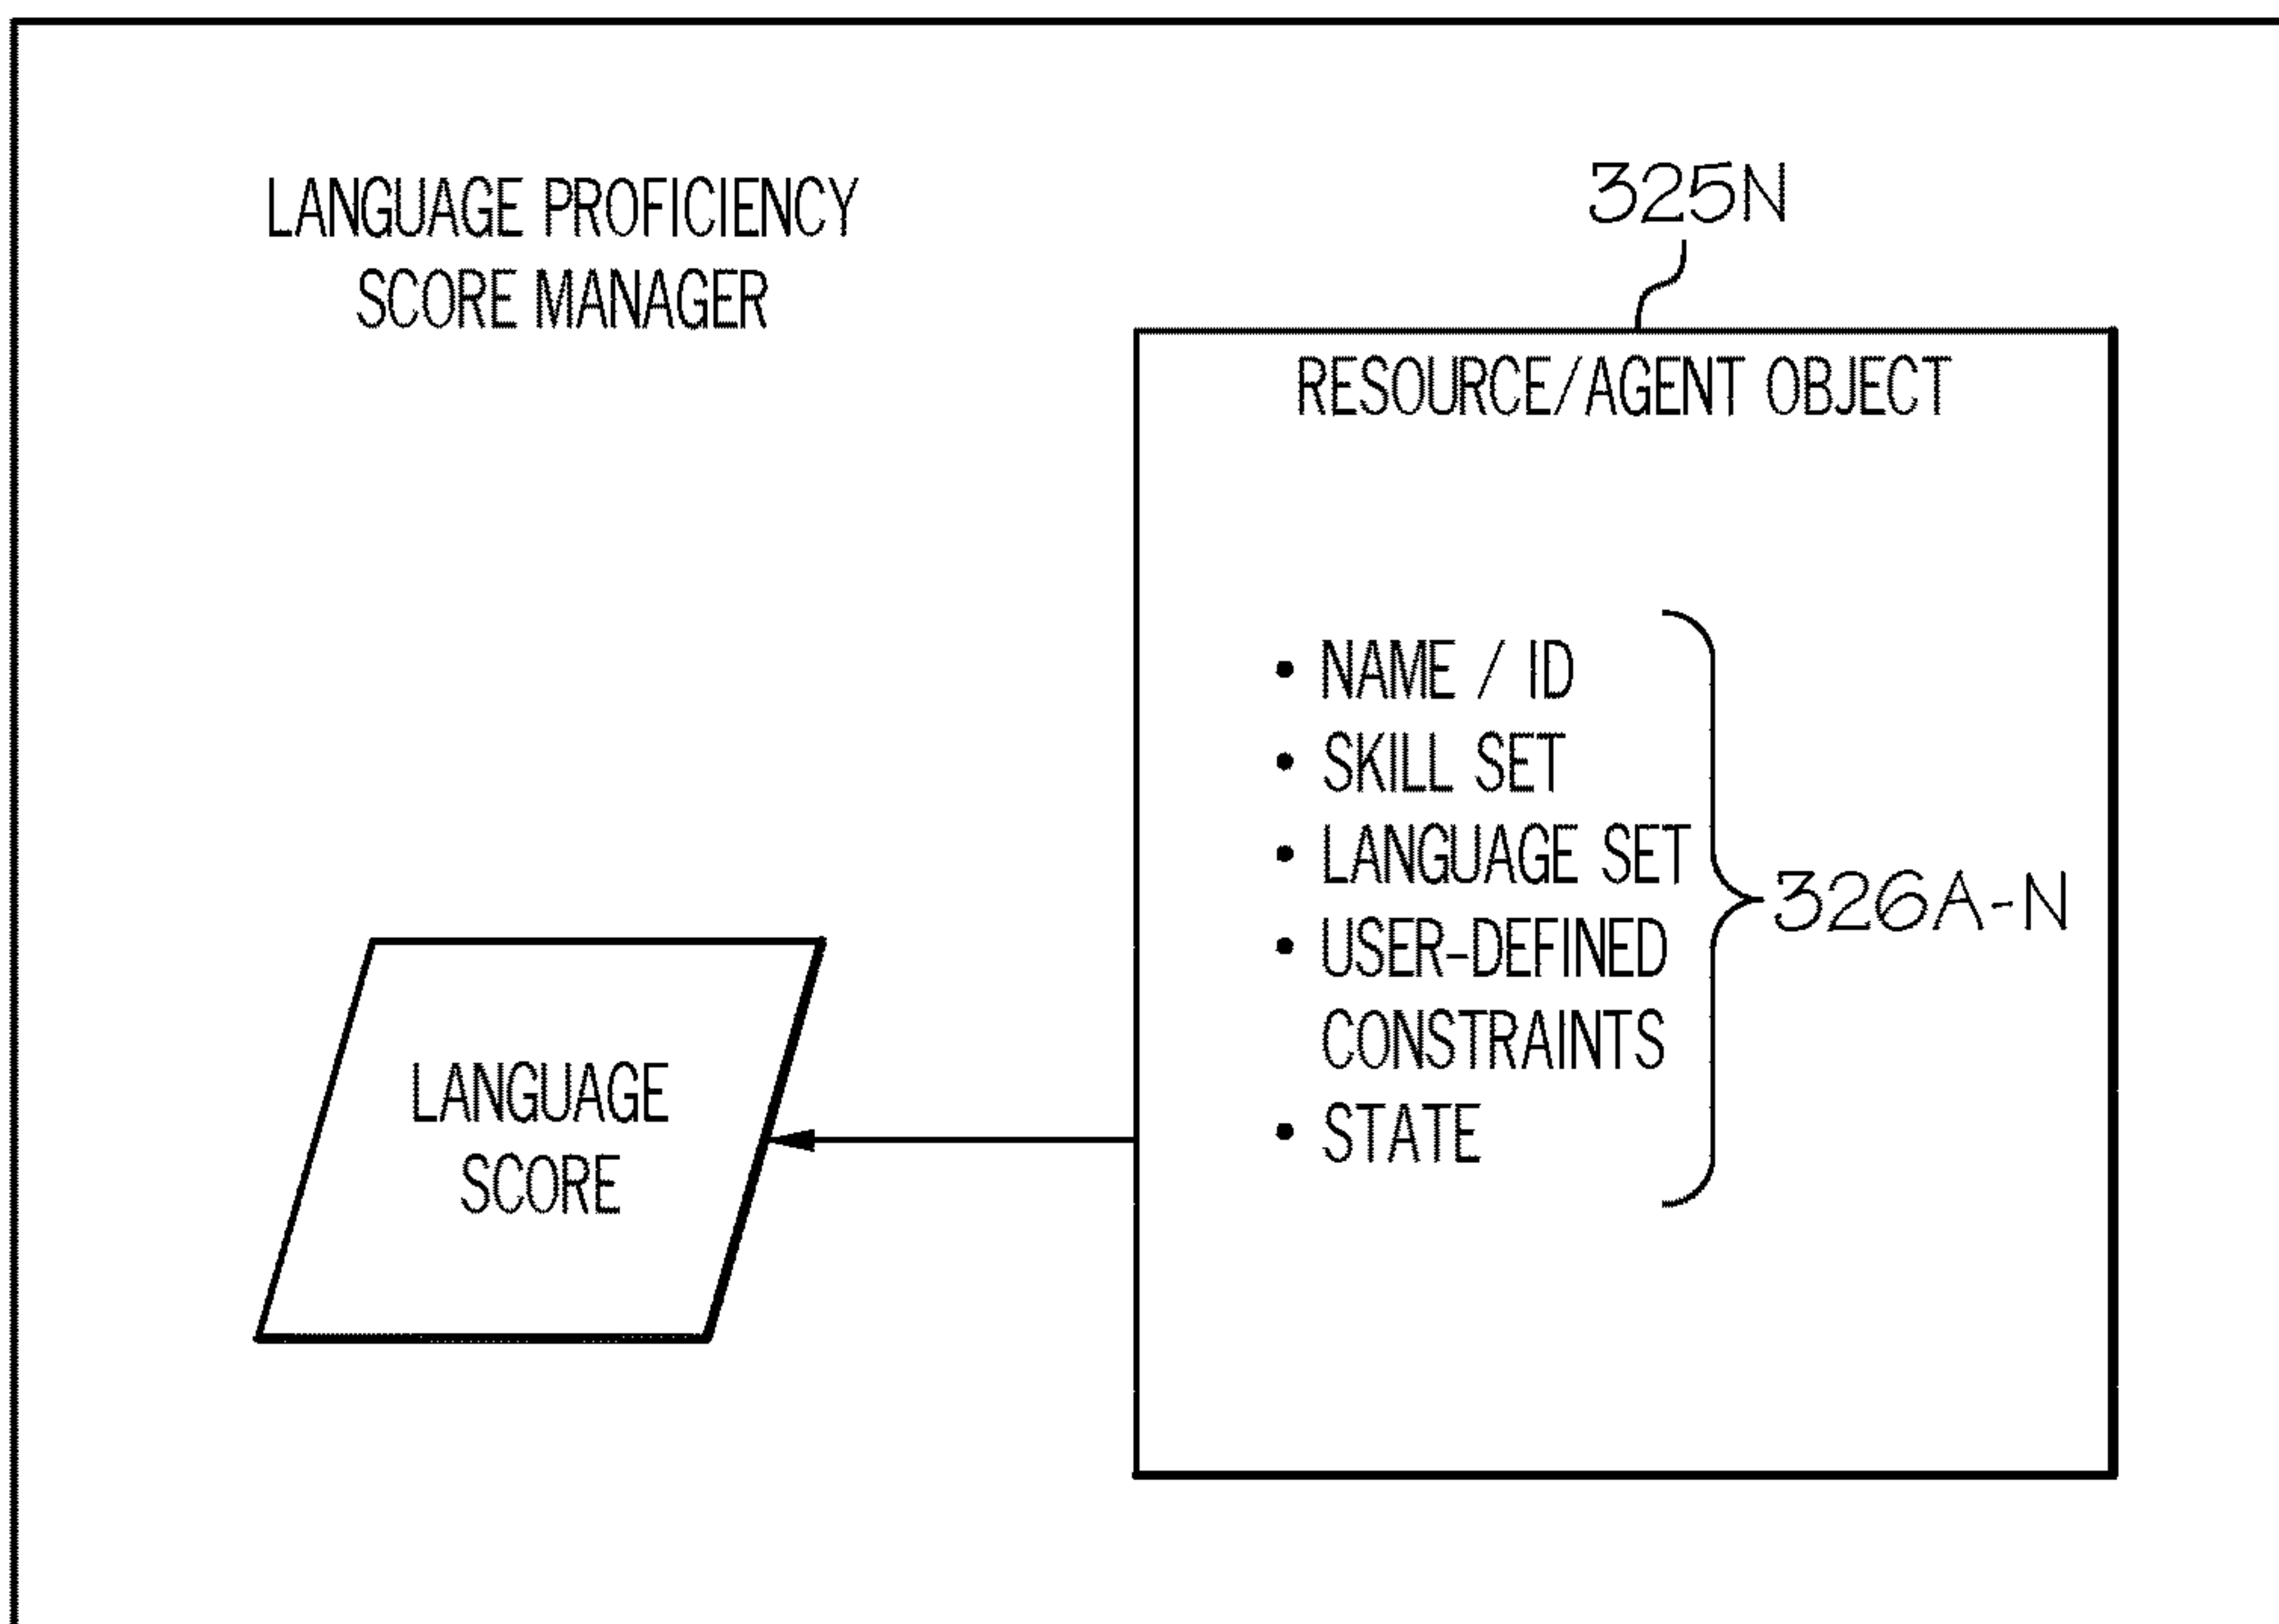 LANGUAGE PROFICIENCY
SCORE MANAGER
325N
RESOURCE/AGENT OBJECT
• NAME / ID
• SKILL SET
• LANGUAGE SET
• USER-DEFINED
CONSTRAINTS
• STATE
326A-N
LANGUAGE
SCORE